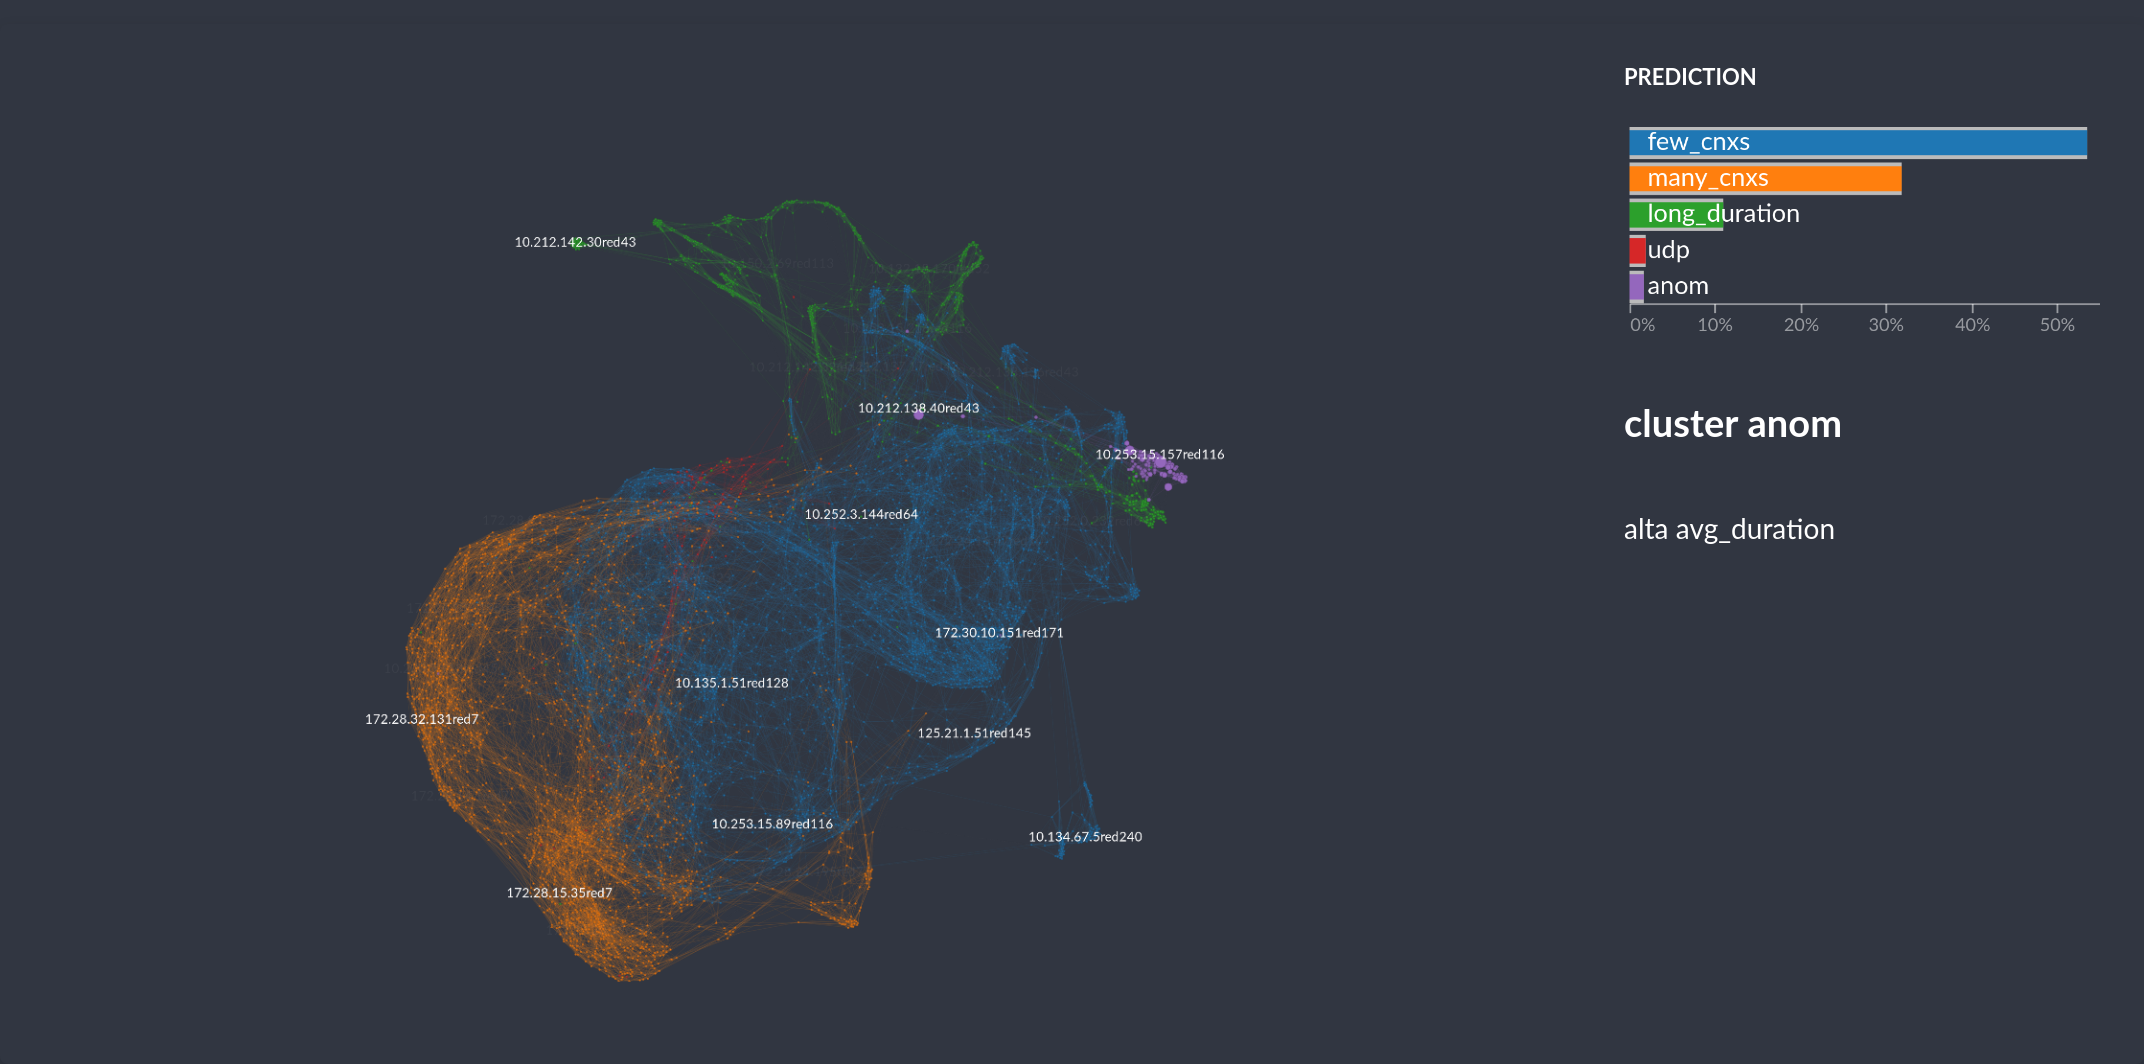 PREDICTION
few_cnxs
many_cnxs
long_duration
udp
anom
0% 10% 20% 30% 40% 50%
cluster anom
alta avg_duration
10.212.142.30red43
10.212.138.40red43
10.253.15.157red116
10.252.3.144red64
172.30.10.151red171
10.135.1.51red128
172.28.32.131red7
125.21.1.51red145
10.253.15.89red116
10.134.67.5red240
172.28.15.35red7